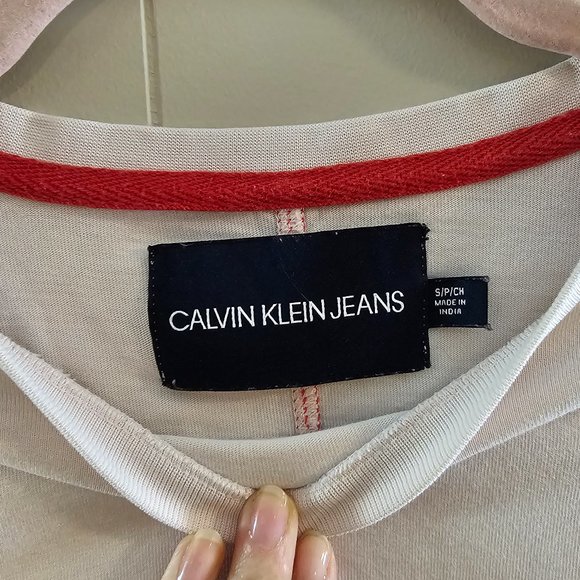 CALVIN KLEIN JEANS
S/P/CH
MADE IN
INDIA